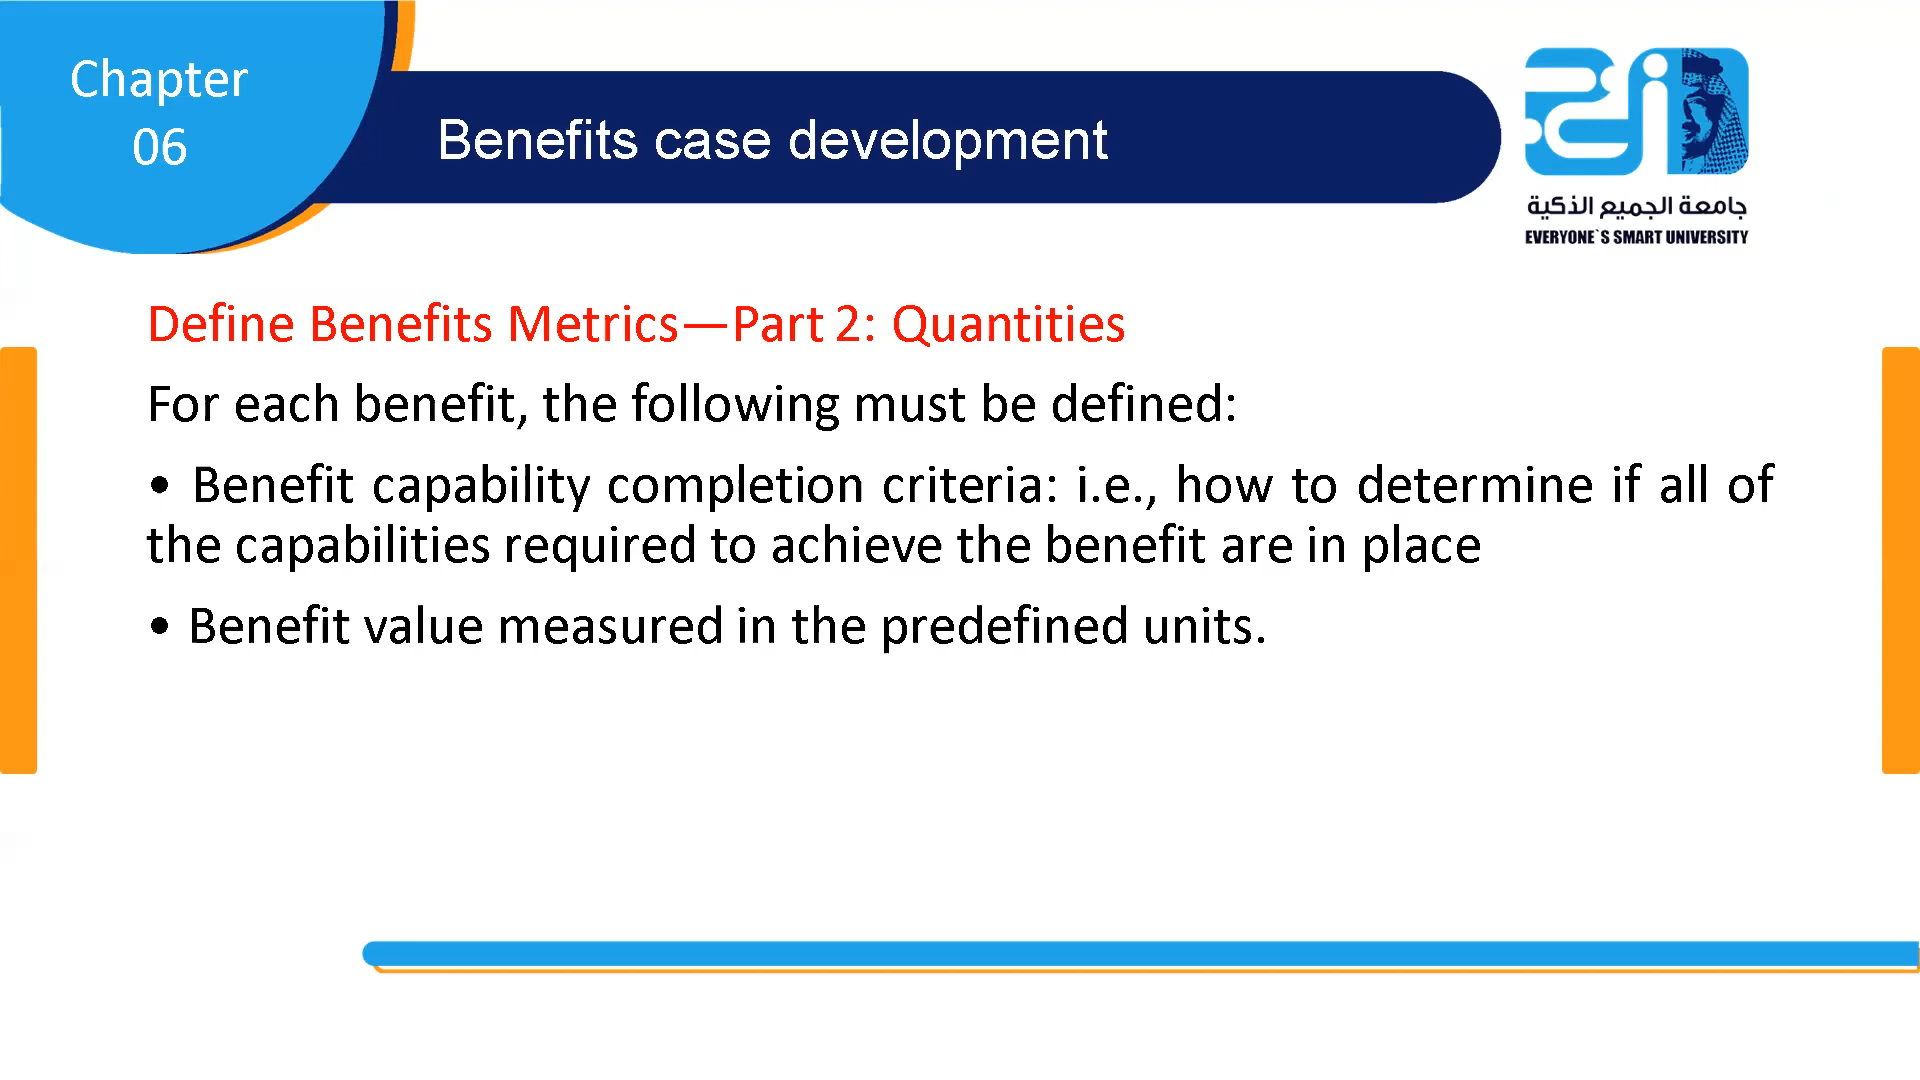 Chapter
06
Benefits case development
جامعة الجميع الذكية
EVERYONE`S SMART UNIVERSITY
Define Benefits Metrics—Part 2: Quantities
For each benefit, the following must be defined:
• Benefit capability completion criteria: i.e., how to determine if all of
the capabilities required to achieve the benefit are in place
• Benefit value measured in the predefined units.